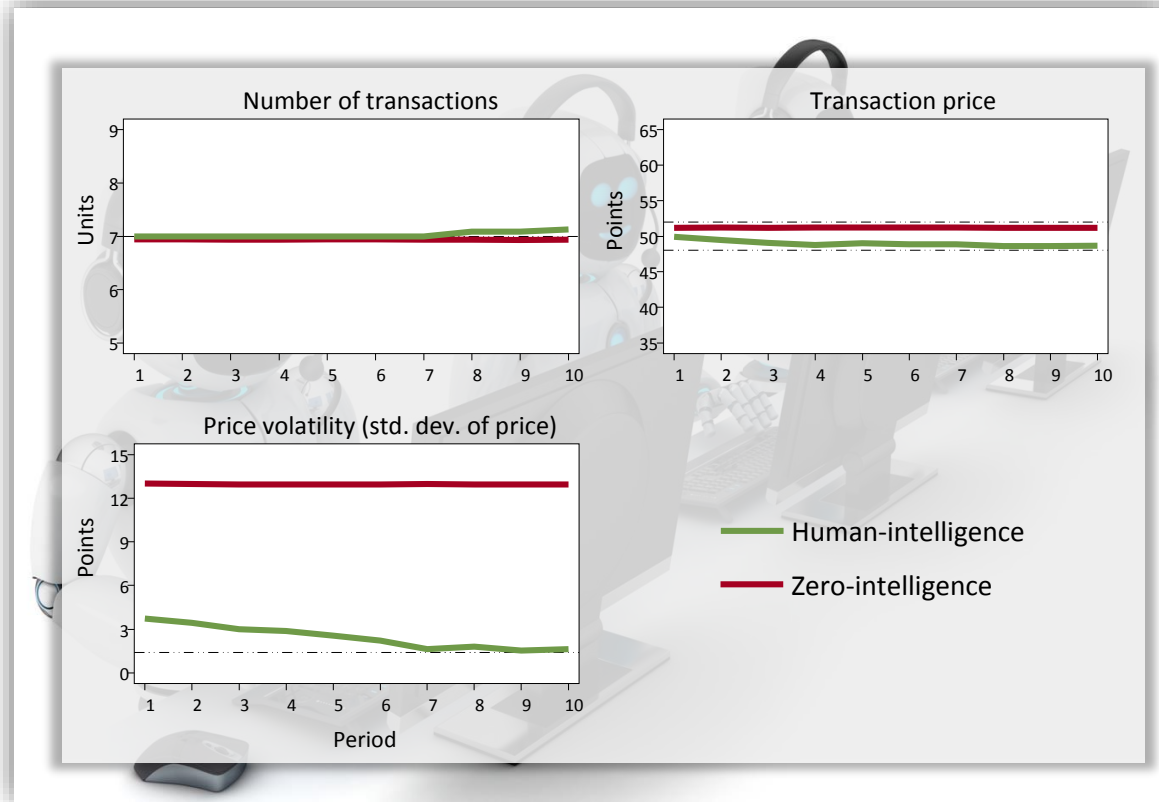 Number of transactions
Units
9
8
7
6
5
1 2 3 4 5 6 7 8 9 10
Transaction price
Points
65
60
55
50
45
40
35
1 2 3 4 5 6 7 8 9 10
Price volatility (std. dev. of price)
Points
15
12
9
6
3
0
1 2 3 4 5 6 7 8 9 10
Period
Human-intelligence
Zero-intelligence